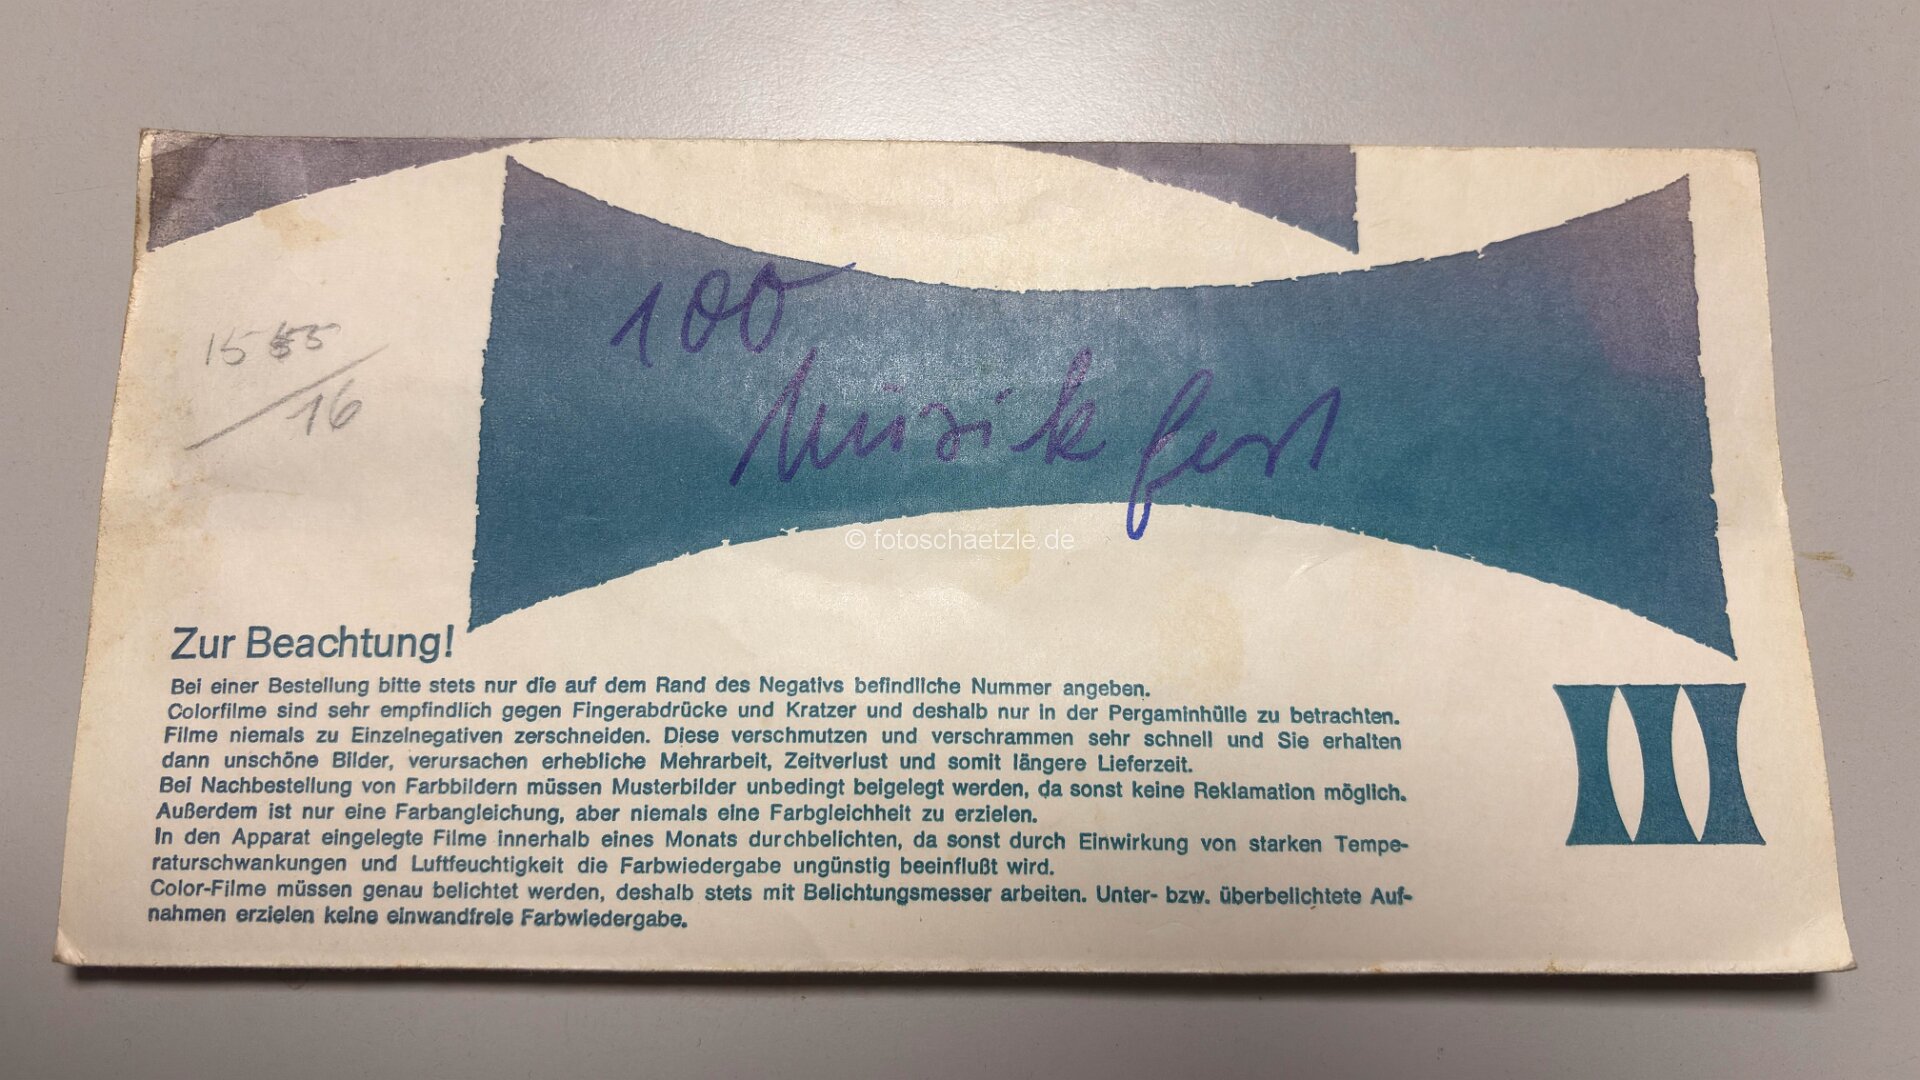 100
Musikfest
15 55
/16
© fotoschaetzle.de
Zur Beachtung!
Bei einer Bestellung bitte stets nur die auf dem Rand des Negativs befindliche Nummer angeben.
Colorfilme sind sehr empfindlich gegen Fingerabdrücke und Kratzer und deshalb nur in der Pergaminhülle zu betrachten.
Filme niemals zu Einzelnegativen zerschneiden. Diese verschmutzen und verschrammen sehr schnell und Sie erhalten
dann unschöne Bilder, verursachen erhebliche Mehrarbeit, Zeitverlust und somit längere Lieferzeit.
Bei Nachbestellung von Farbbildern müssen Musterbilder unbedingt beigelegt werden, da sonst keine Reklamation möglich.
Außerdem ist nur eine Farbangleichung, aber niemals eine Farbgleichheit zu erzielen.
In den Apparat eingelegte Filme innerhalb eines Monats durchbelichten, da sonst durch Einwirkung von starken Tempe-
raturschwankungen und Luftfeuchtigkeit die Farbwiedergabe ungünstig beeinflußt wird.
Color-Filme müssen genau belichtet werden, deshalb stets mit Belichtungsmesser arbeiten. Unter- bzw. überbelichtete Auf-
nahmen erzielen keine einwandfreie Farbwiedergabe.